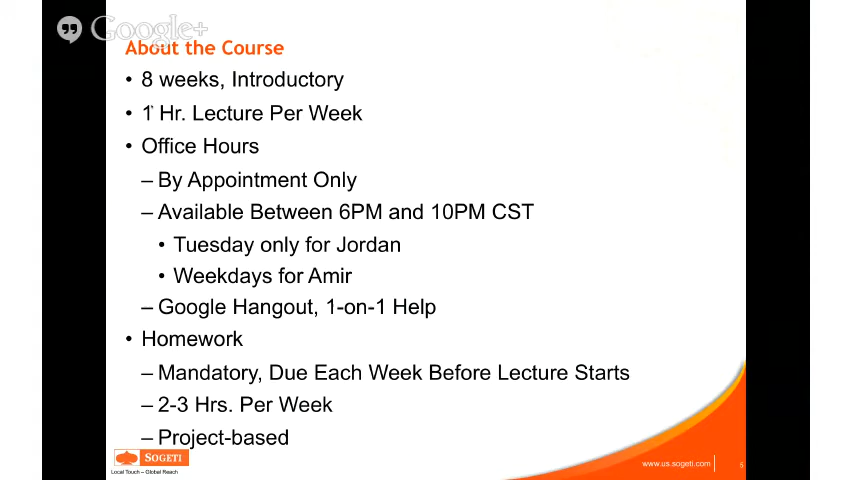 Google+
About the Course
• 8 weeks, Introductory
• 1 Hr. Lecture Per Week
• Office Hours
– By Appointment Only
– Available Between 6PM and 10PM CST
• Tuesday only for Jordan
• Weekdays for Amir
– Google Hangout, 1-on-1 Help
• Homework
– Mandatory, Due Each Week Before Lecture Starts
– 2-3 Hrs. Per Week
– Project-based
SOGETI
Local Touch – Global Reach
www.us.sogeti.com
5